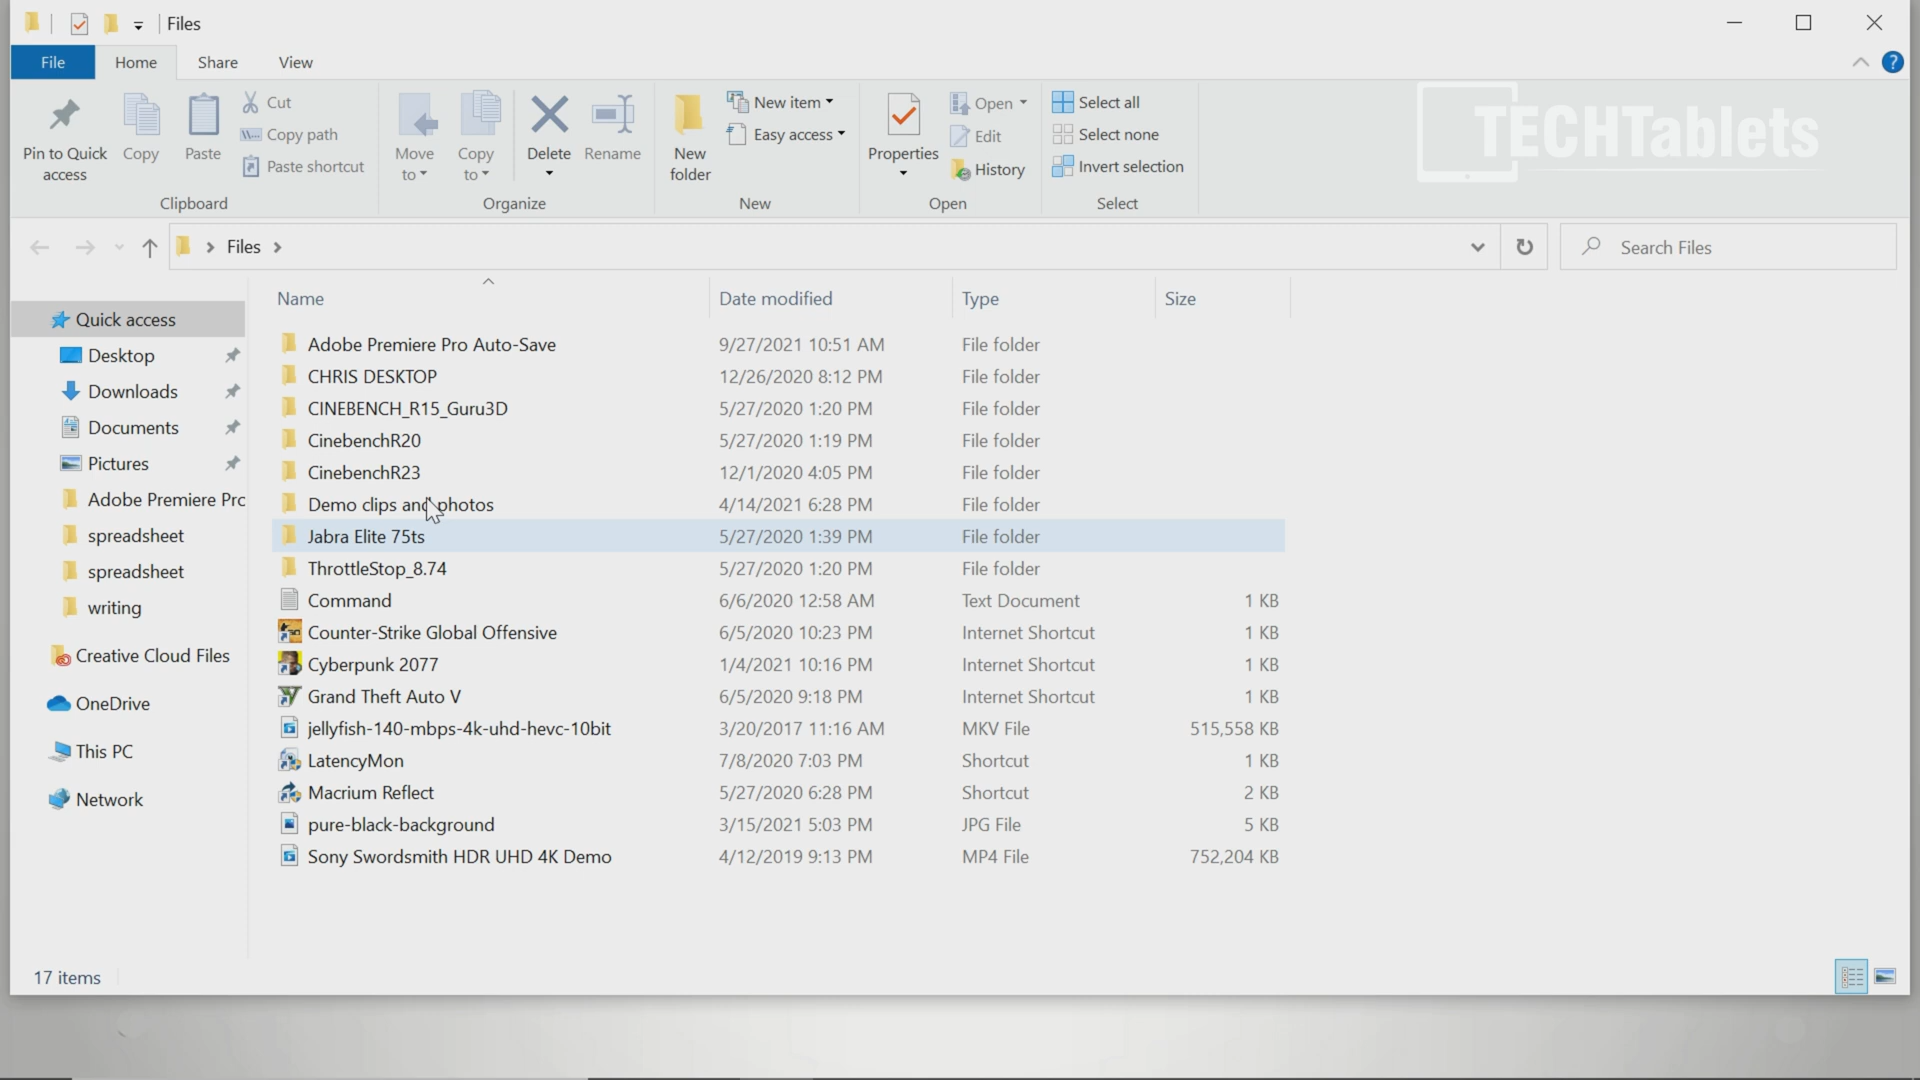 Files
File Home Share View
Pin to Quick access
Copy
Paste
Cut
Copy path
Paste shortcut
Clipboard
Move to
Copy to
Delete
Rename
Organize
New folder
New item
Easy access
New
Properties
Open
Edit
History
Open
Select all
Select none
Invert selection
Select
TECHTablets
Files
Search Files
Quick access
Desktop
Downloads
Documents
Pictures
Adobe Premiere Prc
spreadsheet
spreadsheet
writing
Creative Cloud Files
OneDrive
This PC
Network
Name Date modified Type Size
Adobe Premiere Pro Auto-Save 9/27/2021 10:51 AM File folder
CHRIS DESKTOP 12/26/2020 8:12 PM File folder
CINEBENCH_R15_Guru3D 5/27/2020 1:20 PM File folder
CinebenchR20 5/27/2020 1:19 PM File folder
CinebenchR23 12/1/2020 4:05 PM File folder
Demo clips and photos 4/14/2021 6:28 PM File folder
Jabra Elite 75ts 5/27/2020 1:39 PM File folder
ThrottleStop_8.74 5/27/2020 1:20 PM File folder
Command 6/6/2020 12:58 AM Text Document 1 KB
Counter-Strike Global Offensive 6/5/2020 10:23 PM Internet Shortcut 1 KB
Cyberpunk 2077 1/4/2021 10:16 PM Internet Shortcut 1 KB
Grand Theft Auto V 6/5/2020 9:18 PM Internet Shortcut 1 KB
jellyfish-140-mbps-4k-uhd-hevc-10bit 3/20/2017 11:16 AM MKV File 515,558 KB
LatencyMon 7/8/2020 7:03 PM Shortcut 1 KB
Macrium Reflect 5/27/2020 6:28 PM Shortcut 2 KB
pure-black-background 3/15/2021 5:03 PM JPG File 5 KB
Sony Swordsmith HDR UHD 4K Demo 4/12/2019 9:13 PM MP4 File 752,204 KB
17 items